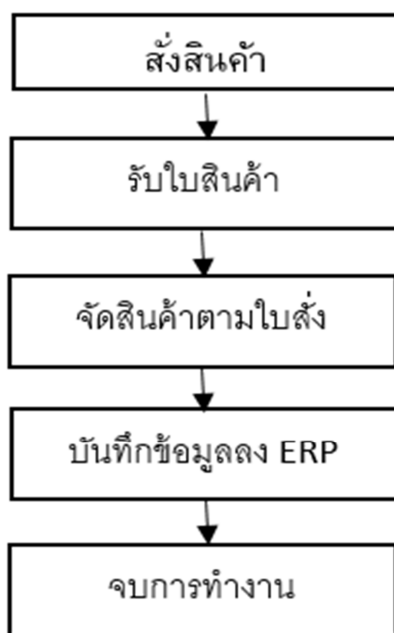 สั่งสินค้า
รับใบสินค้า
จัดสินค้าตามใบสั่ง
บันทึกข้อมูลลง ERP
จบการทำงาน